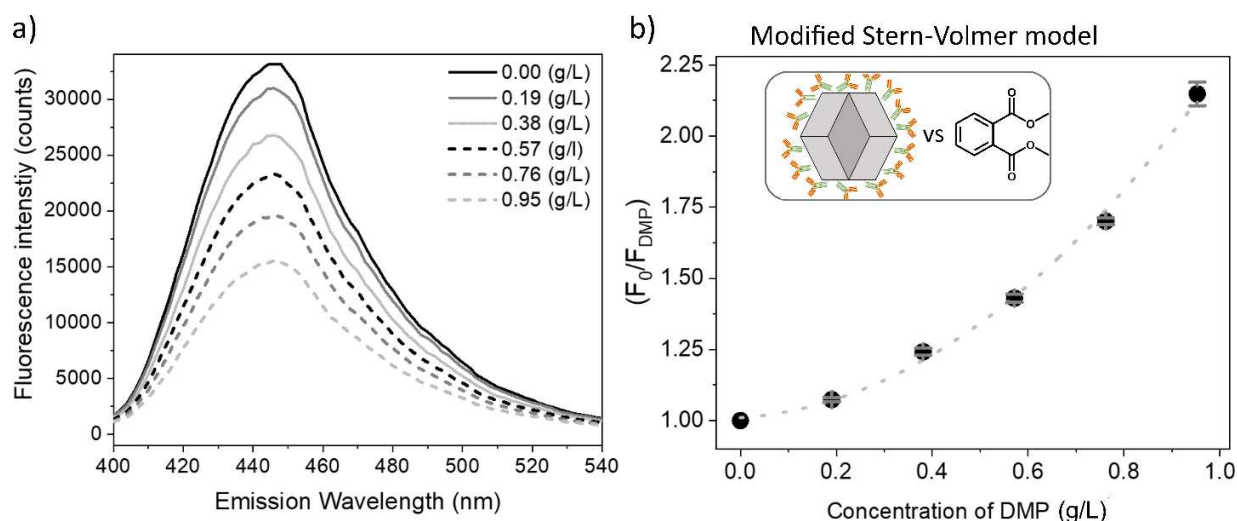 a)
Fluorescence intenstiy (counts)
30000
25000
20000
15000
10000
5000
0
0.00 (g/L)
0.19 (g/L)
0.38 (g/L)
0.57 (g/l)
0.76 (g/L)
0.95 (g/L)
400 420 440 460 480 500 520 540
Emission Wavelength (nm)
b)
Modified Stern-Volmer model
(F₀/F_DMP)
2.25
2.00
1.75
1.50
1.25
1.00
vs
O
O
O
O
0.0 0.2 0.4 0.6 0.8 1.0
Concentration of DMP (g/L)